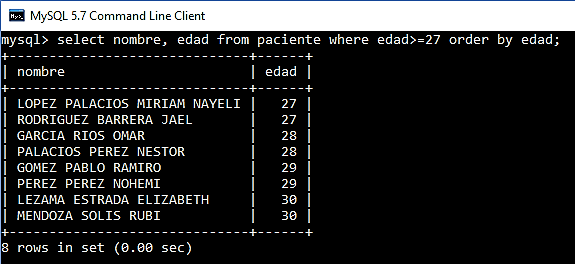 MySQL 5.7 Command Line Client
mysql> select nombre, edad from paciente where edad>=27 order by edad;
+-----------------------------+------+
| nombre                      | edad |
+-----------------------------+------+
| LOPEZ PALACIOS MIRIAM NAYELI |   27 |
| RODRIGUEZ BARRERA JAEL      |   27 |
| GARCIA RIOS OMAR            |   28 |
| PALACIOS PEREZ NESTOR       |   28 |
| GOMEZ PABLO RAMIRO          |   29 |
| PEREZ PEREZ NOHEMI          |   29 |
| LEZAMA ESTRADA ELIZABETH    |   30 |
| MENDOZA SOLIS RUBI          |   30 |
+-----------------------------+------+
8 rows in set (0.00 sec)